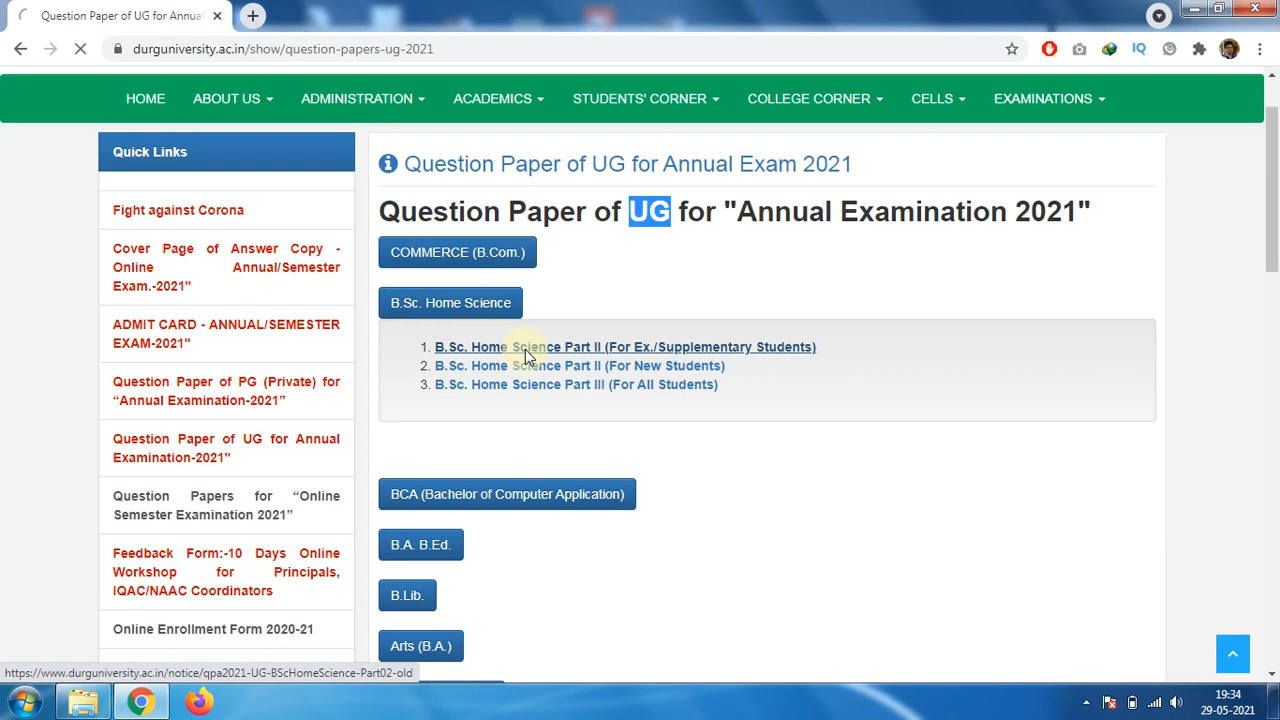 Question Paper of UG for Annual
durguniversity.ac.in/show/question-papers-ug-2021
IQ
HOME ABOUT US ADMINISTRATION ACADEMICS STUDENTS' CORNER COLLEGE CORNER CELLS EXAMINATIONS
Quick Links
Fight against Corona
Cover Page of Answer Copy -
Online Annual/Semester
Exam.-2021"
ADMIT CARD - ANNUAL/SEMESTER
EXAM-2021"
Question Paper of PG (Private) for
“Annual Examination-2021”
Question Paper of UG for Annual
Examination-2021"
Question Papers for “Online
Semester Examination 2021”
Feedback Form:-10 Days Online
Workshop for Principals,
IQAC/NAAC Coordinators
Online Enrollment Form 2020-21
Question Paper of UG for Annual Exam 2021
Question Paper of UG for "Annual Examination 2021"
COMMERCE (B.Com.)
B.Sc. Home Science
1. B.Sc. Home Science Part II (For Ex./Supplementary Students)
2. B.Sc. Home Science Part II (For New Students)
3. B.Sc. Home Science Part III (For All Students)
BCA (Bachelor of Computer Application)
B.A. B.Ed.
B.Lib.
Arts (B.A.)
https://www.durguniversity.ac.in/notice/qpa2021-UG-BScHomeScience-Part02-old
19:34
29-05-2021